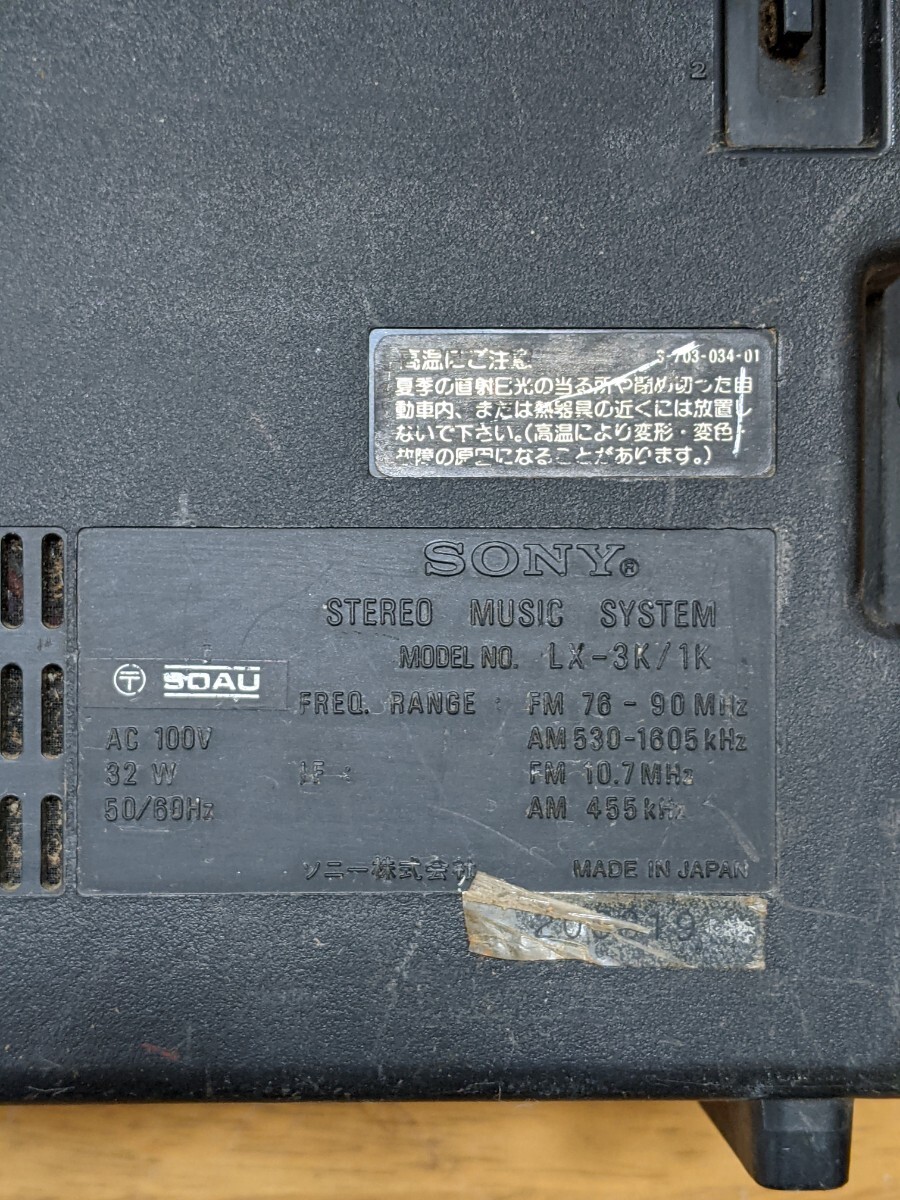 2
高温にご注意 3-703-034-01
夏季の直射日光の当る所や閉め切った自
動車内、または熱器具の近くには放置し
ないで下さい。(高温により変形・変色・
故障の原因になることがあります。)
SONY®
STEREO MUSIC SYSTEM
MODEL NO. LX-3K/1K
〒 SOAU
FREQ. RANGE : FM 76 - 90 MHz
AC 100V AM 530-1605 kHz
32 W IF : FM 10.7 MHz
50/60Hz AM 455 kHz
ソニー株式会社 MADE IN JAPAN